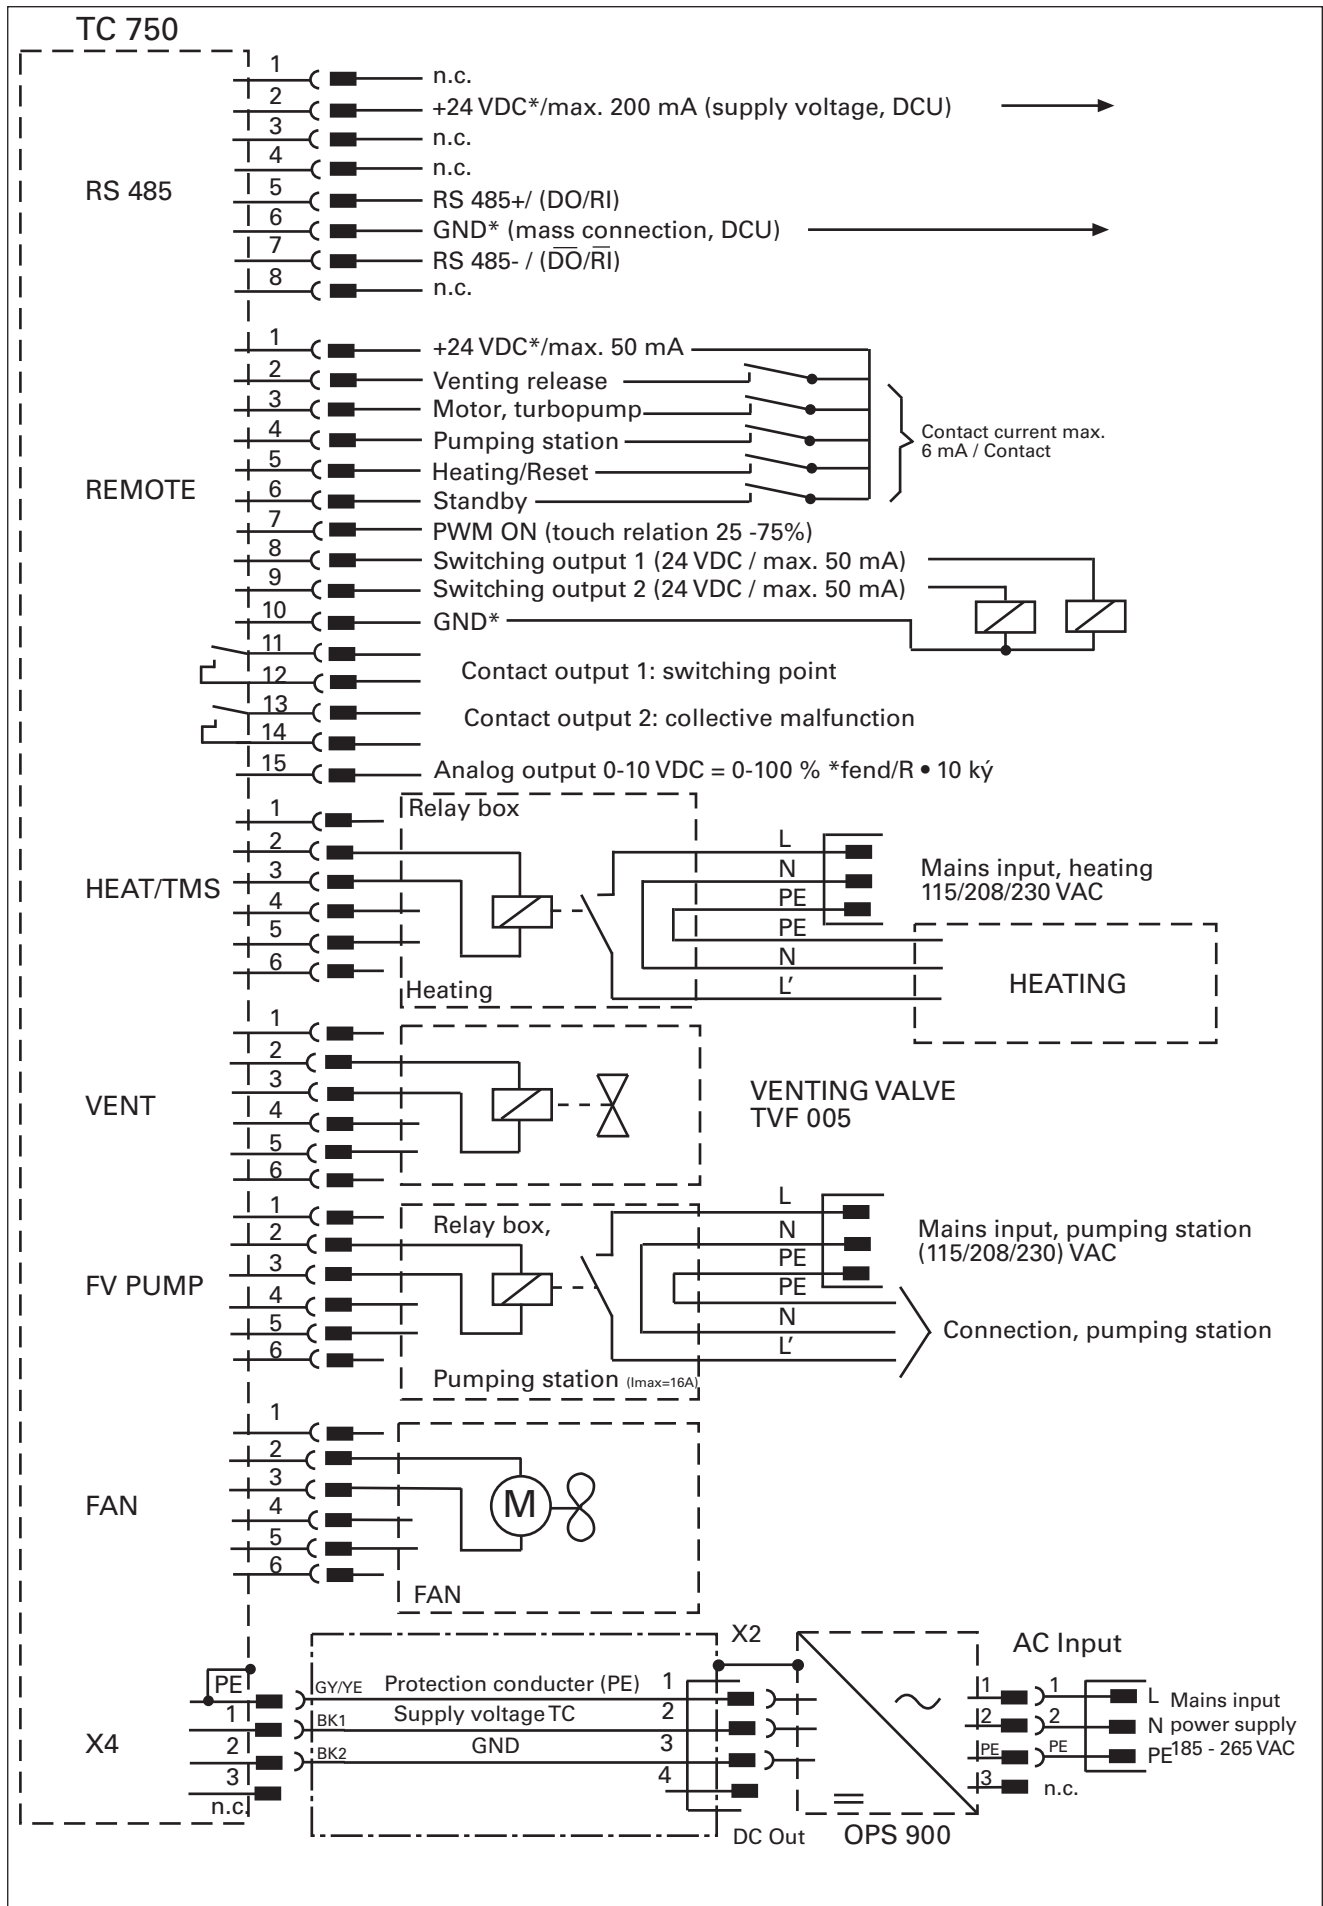 TC 750
RS 485
1 n.c.
2 +24 VDC*/max. 200 mA (supply voltage, DCU)
3 n.c.
4 n.c.
5 RS 485+/ (DO/RI)
6 GND* (mass connection, DCU)
7 RS 485- / (D̅O̅/R̅I̅)
8 n.c.
REMOTE
1 +24 VDC*/max. 50 mA
2 Venting release
3 Motor, turbopump
4 Pumping station
5 Heating/Reset
6 Standby
Contact current max.
6 mA / Contact
7 PWM ON (touch relation 25 -75%)
8 Switching output 1 (24 VDC / max. 50 mA)
9 Switching output 2 (24 VDC / max. 50 mA)
10 GND*
11
12
Contact output 1: switching point
13
14
Contact output 2: collective malfunction
15 Analog output 0-10 VDC = 0-100 % *fend/R • 10 ký
HEAT/TMS
1
2
3
4
5
6
Relay box
Heating
L
N
PE
PE
N
L’
Mains input, heating
115/208/230 VAC
HEATING
VENT
1
2
3
4
5
6
VENTING VALVE
TVF 005
FV PUMP
1
2
3
4
5
6
Relay box,
Pumping station (Imax=16A)
L
N
PE
PE
N
L’
Mains input, pumping station
(115/208/230) VAC
Connection, pumping station
FAN
1
2
3
4
5
6
M
FAN
X4
PE
1
2
3
n.c.
GY/YE Protection conducter (PE) 1
BK1 Supply voltage TC 2
BK2 GND 3
4
X2
DC Out
OPS 900
AC Input
1 1 L
2 2 N
PE PE PE
3 n.c.
Mains input
power supply
185 - 265 VAC